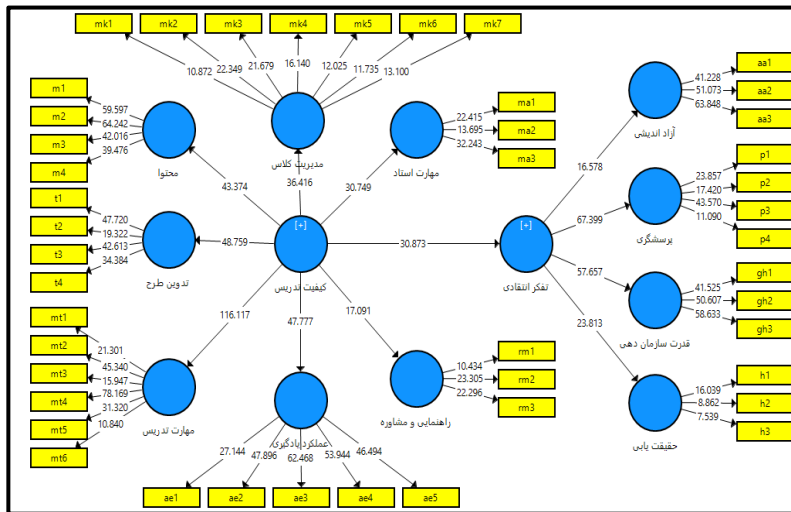 mk1 mk2 mk3 mk4 mk5 mk6 mk7
10.872 22.349 21.679 16.140 12.025 11.735 13.100
مدیریت کلاس
m1
m2
m3
m4
59.597
64.242
42.016
39.476
محتوا
ma1
ma2
ma3
22.415
13.695
32.243
مهارت استاد
aa1
aa2
aa3
41.228
51.073
63.848
آزاد اندیشی
43.374
36.416
30.749
16.578
t1
t2
t3
t4
47.720
19.322
42.613
34.384
تدوین طرح
48.759
[+]
کیفیت تدریس
30.873
[+]
تفکر انتقادی
67.399
p1
p2
p3
p4
23.857
17.420
43.570
11.090
پرسشگری
57.657
gh1
gh2
gh3
41.525
50.607
58.633
قدرت سازمان دهی
116.117
47.777
17.091
23.813
mt1
mt2
mt3
mt4
mt5
mt6
21.301
45.340
15.947
78.169
31.320
10.840
مهارت تدریس
rm1
rm2
rm3
10.434
23.305
22.296
راهنمایی و مشاوره
h1
h2
h3
16.039
8.862
7.539
حقیقت یابی
عملکرد یادگیری
27.144 47.896 62.468 53.944 46.494
ae1 ae2 ae3 ae4 ae5